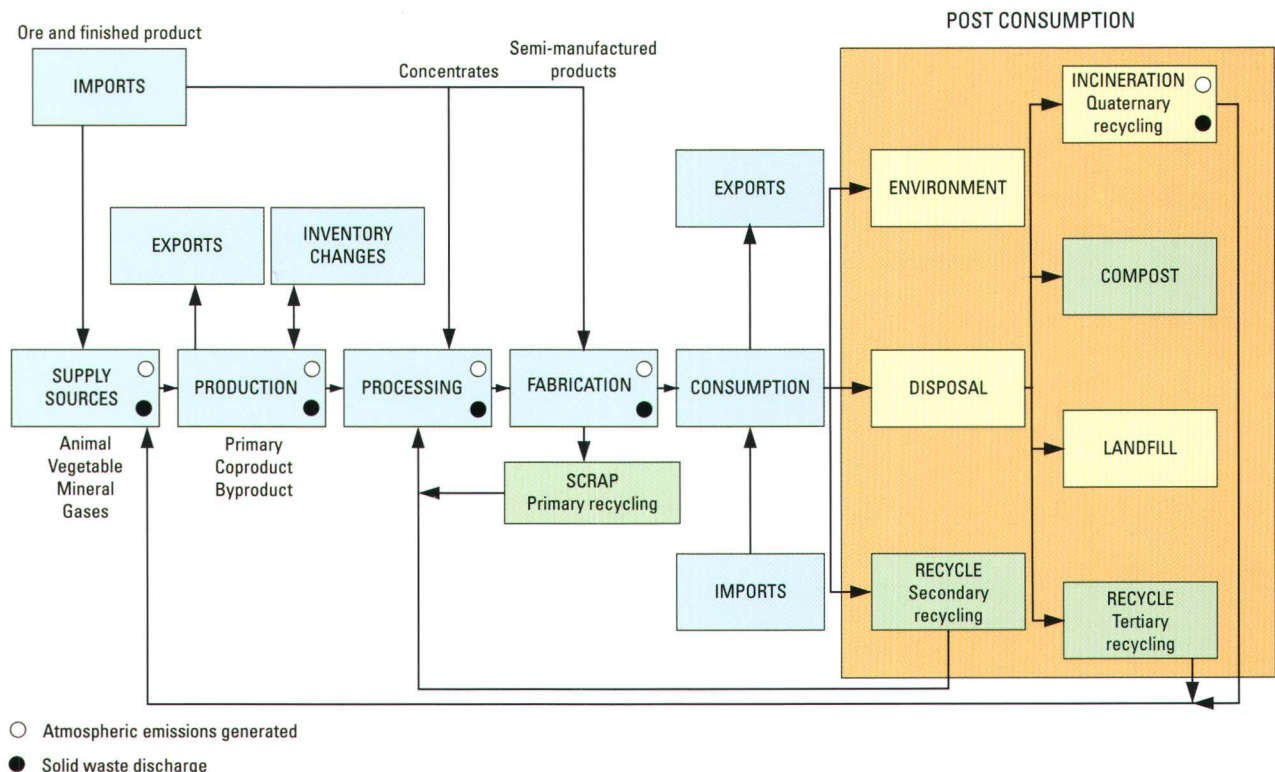 POST CONSUMPTION
Ore and finished product
IMPORTS
Concentrates
Semi-manufactured
products
INCINERATION
Quaternary
recycling
EXPORTS
ENVIRONMENT
EXPORTS
INVENTORY
CHANGES
COMPOST
SUPPLY
SOURCES
PRODUCTION
PROCESSING
FABRICATION
CONSUMPTION
DISPOSAL
Animal
Vegetable
Mineral
Gases
Primary
Coproduct
Byproduct
SCRAP
Primary recycling
LANDFILL
IMPORTS
RECYCLE
Secondary
recycling
RECYCLE
Tertiary
recycling
Atmospheric emissions generated
Solid waste discharge